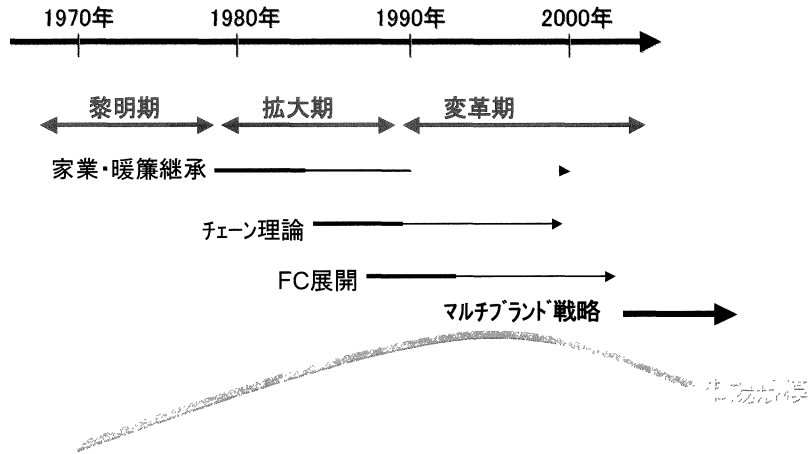 1970年 1980年 1990年 2000年
黎明期 拡大期 変革期
家業・暖簾継承
チェーン理論
FC展開
マルチブランド戦略